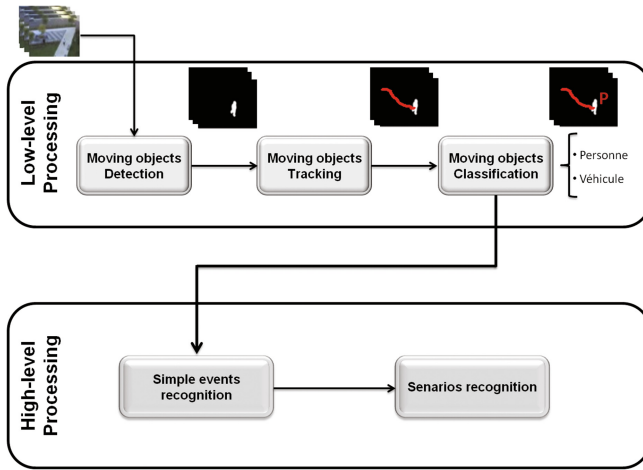 Low-level
Processing
Moving objects
Detection
Moving objects
Tracking
Moving objects
Classification
P
• Personne
• Véhicule
High-level
Processing
Simple events
recognition
Senarios recognition